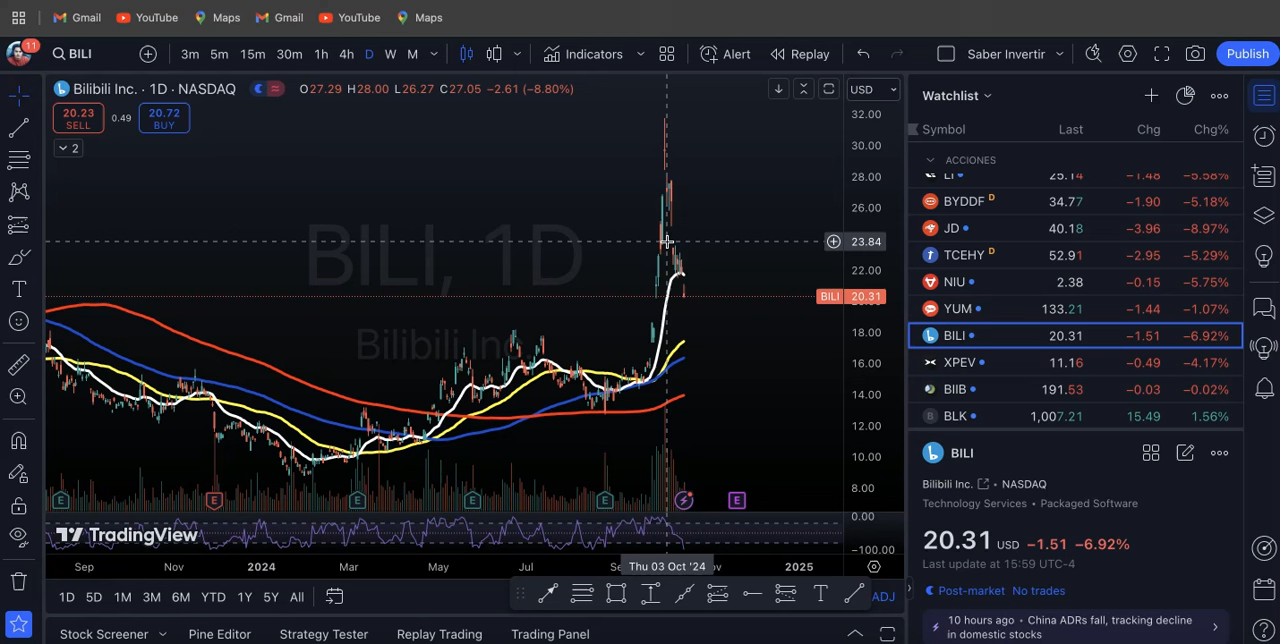 Gmail YouTube Maps Gmail YouTube Maps
11 BILI 3m 5m 15m 30m 1h 4h D W M Indicators Alert Replay Saber Invertir Publish
Bilibili Inc. · 1D · NASDAQ O27.29 H28.00 L26.27 C27.05 −2.61 (−8.80%) USD
20.23 SELL 0.49 20.72 BUY
2
32.00
30.00
28.00
26.00
23.84
22.00
BILI 20.31
18.00
16.00
14.00
12.00
10.00
8.00
0.00
−100.00
BILI, 1D
Bilibili Inc
E E E E E E
TradingView
Sep Nov 2024 Mar May Jul Thu 03 Oct '24 2025
1D 5D 1M 3M 6M YTD 1Y 5Y All ADJ
Stock Screener Pine Editor Strategy Tester Replay Trading Trading Panel
Watchlist
Symbol Last Chg Chg%
ACCIONES
LI 25.14 −1.48 −5.58%
BYDDF D 34.77 −1.90 −5.18%
JD 40.18 −3.96 −8.97%
TCEHY D 52.91 −2.95 −5.29%
NIU 2.38 −0.15 −5.75%
YUM 133.21 −1.44 −1.07%
BILI 20.31 −1.51 −6.92%
XPEV 11.16 −0.49 −4.17%
BIIB 191.53 −0.03 −0.02%
B BLK 1,007.21 15.49 1.56%
BILI
Bilibili Inc. • NASDAQ
Technology Services • Packaged Software
20.31 USD −1.51 −6.92%
Last update at 15:59 UTC-4
Post-market No trades
10 hours ago • China ADRs fall, tracking decline
in domestic stocks